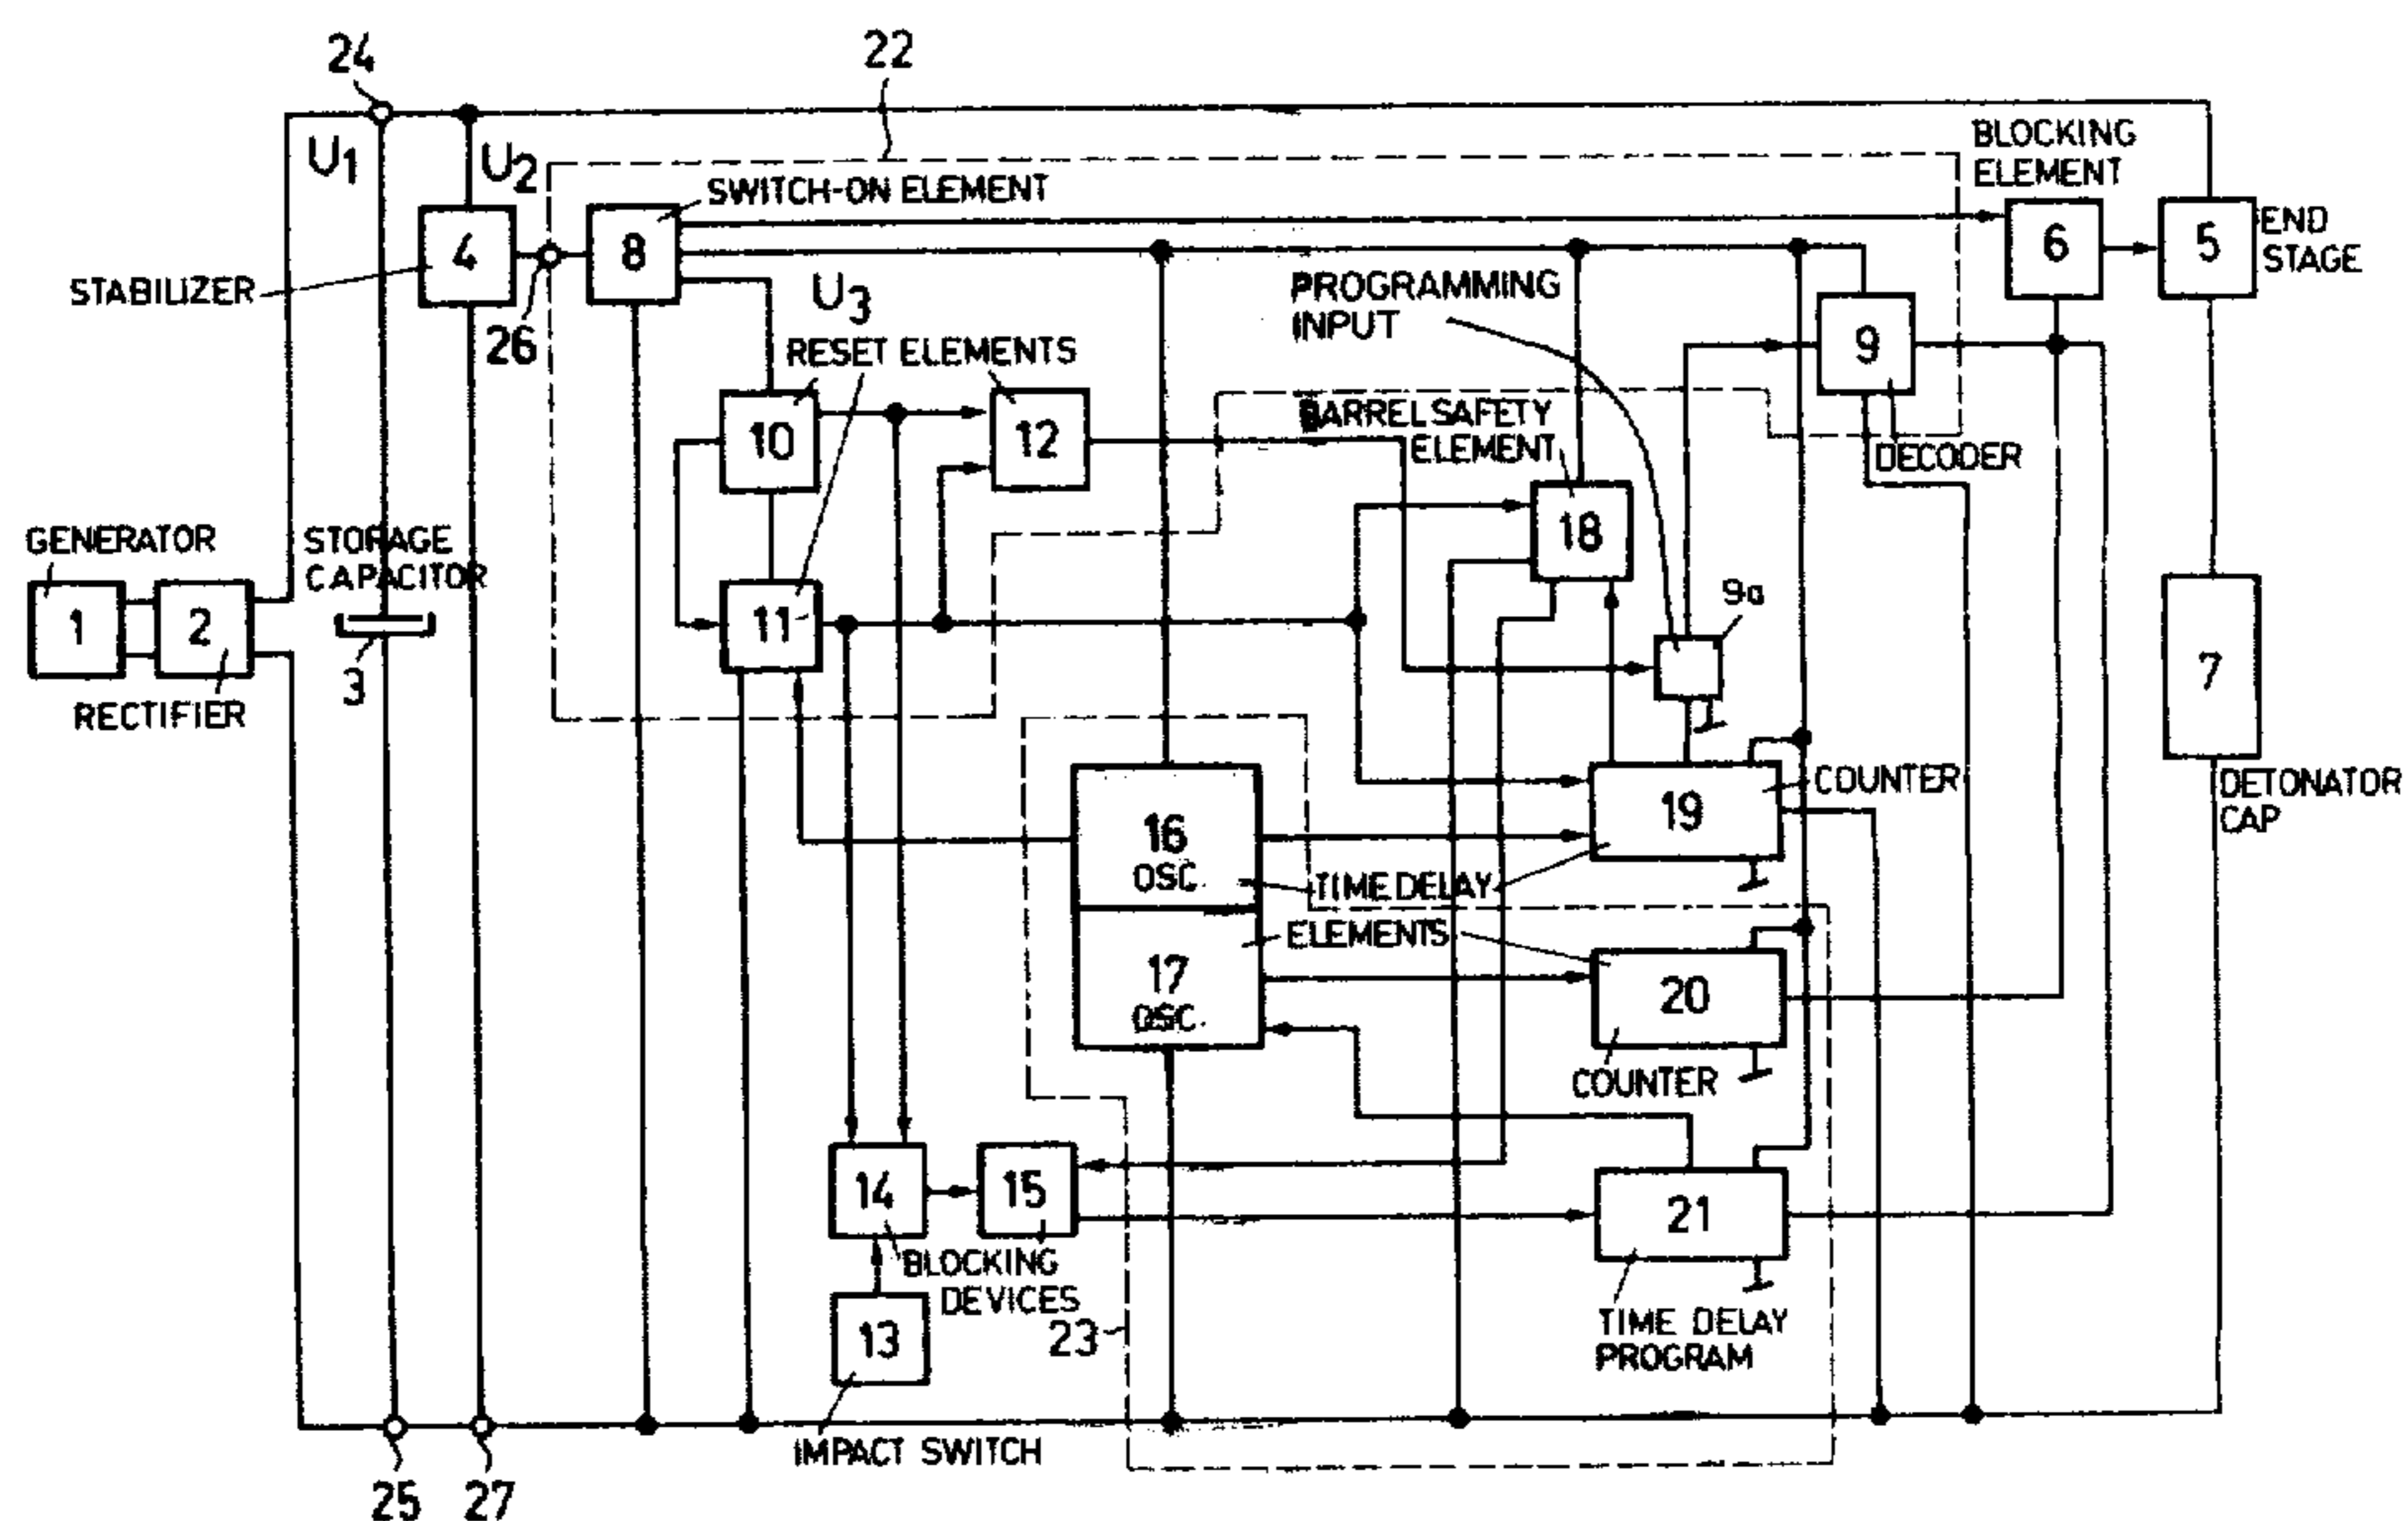 24
22
U1
U2
BLOCKING
ELEMENT
SWITCH-ON ELEMENT
4
8
6
5
END
STAGE
STABILIZER
26
U3
PROGRAMMING
INPUT
9
RESET ELEMENTS
10
12
BARREL SAFETY
ELEMENT
DECODER
18
GENERATOR
STORAGE
CAPACITOR
1
2
3
11
9a
7
RECTIFIER
COUNTER
DETONATOR
CAP
16
OSC.
19
TIME DELAY
ELEMENTS
17
OSC.
20
COUNTER
14
15
21
BLOCKING
DEVICES
13
23
TIME DELAY
PROGRAM
IMPACT SWITCH
25
27